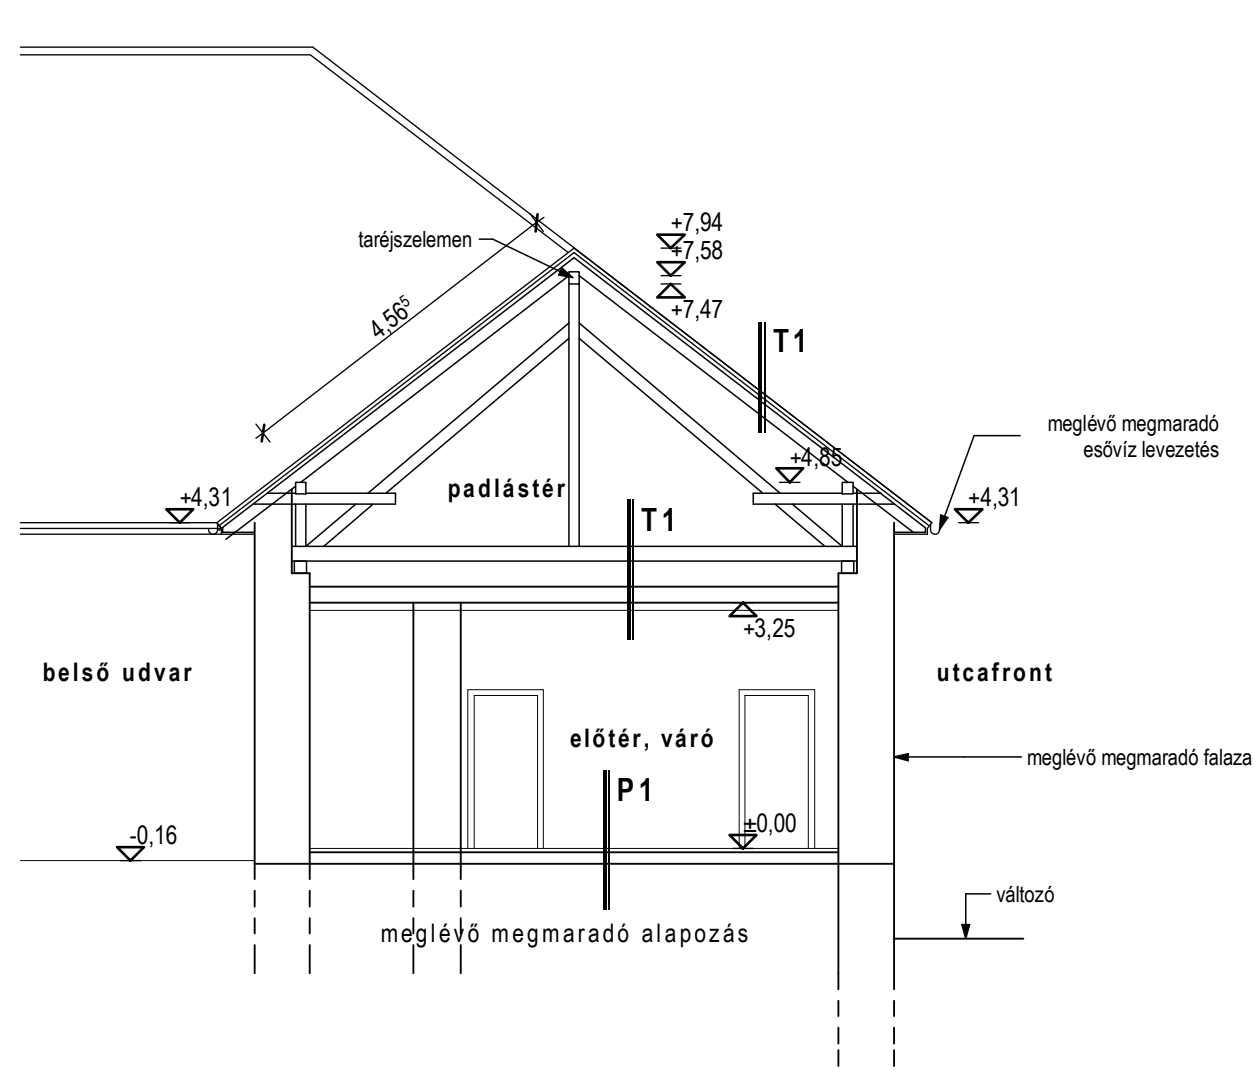 +7,94
taréjszelemen
+7,58
+7,47
4,56⁵
T1
meglévő megmaradó
esővíz levezetés
+4,85
padlástér
+4,31
+4,31
T1
+3,25
belső udvar
utcafront
előtér, váró
meglévő megmaradó falaza
P1
±0,00
-0,16
változó
meglévő megmaradó alapozás